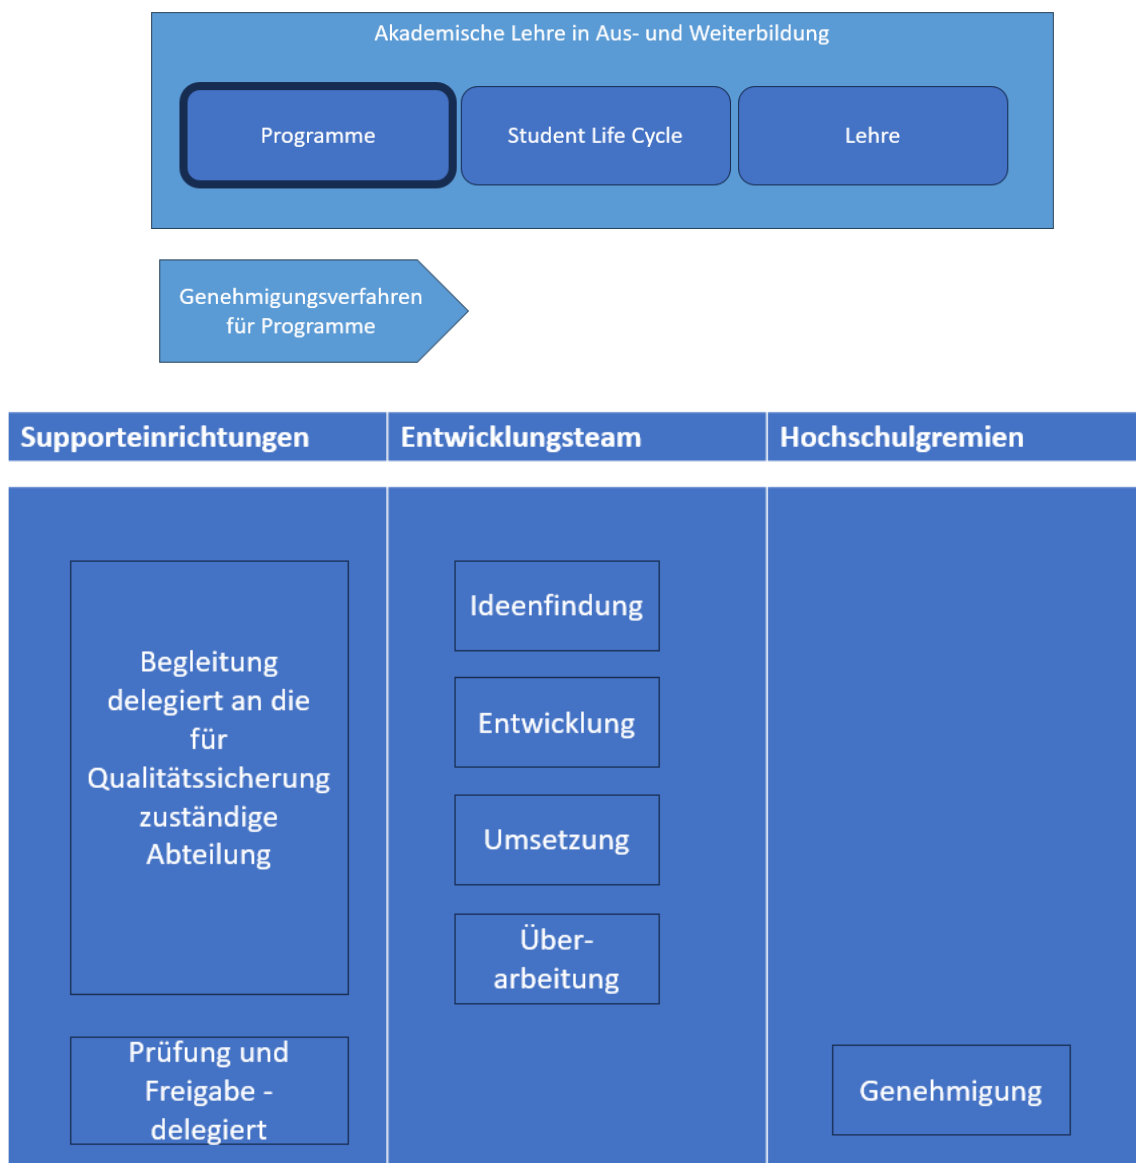 Akademische Lehre in Aus- und Weiterbildung
Programme
Student Life Cycle
Lehre
Genehmigungsverfahren
für Programme
Supporteinrichtungen
Entwicklungsteam
Hochschulgremien
Begleitung
delegiert an die
für
Qualitätssicherung
zuständige
Abteilung
Prüfung und
Freigabe -
delegiert
Ideenfindung
Entwicklung
Umsetzung
Über-
arbeitung
Genehmigung